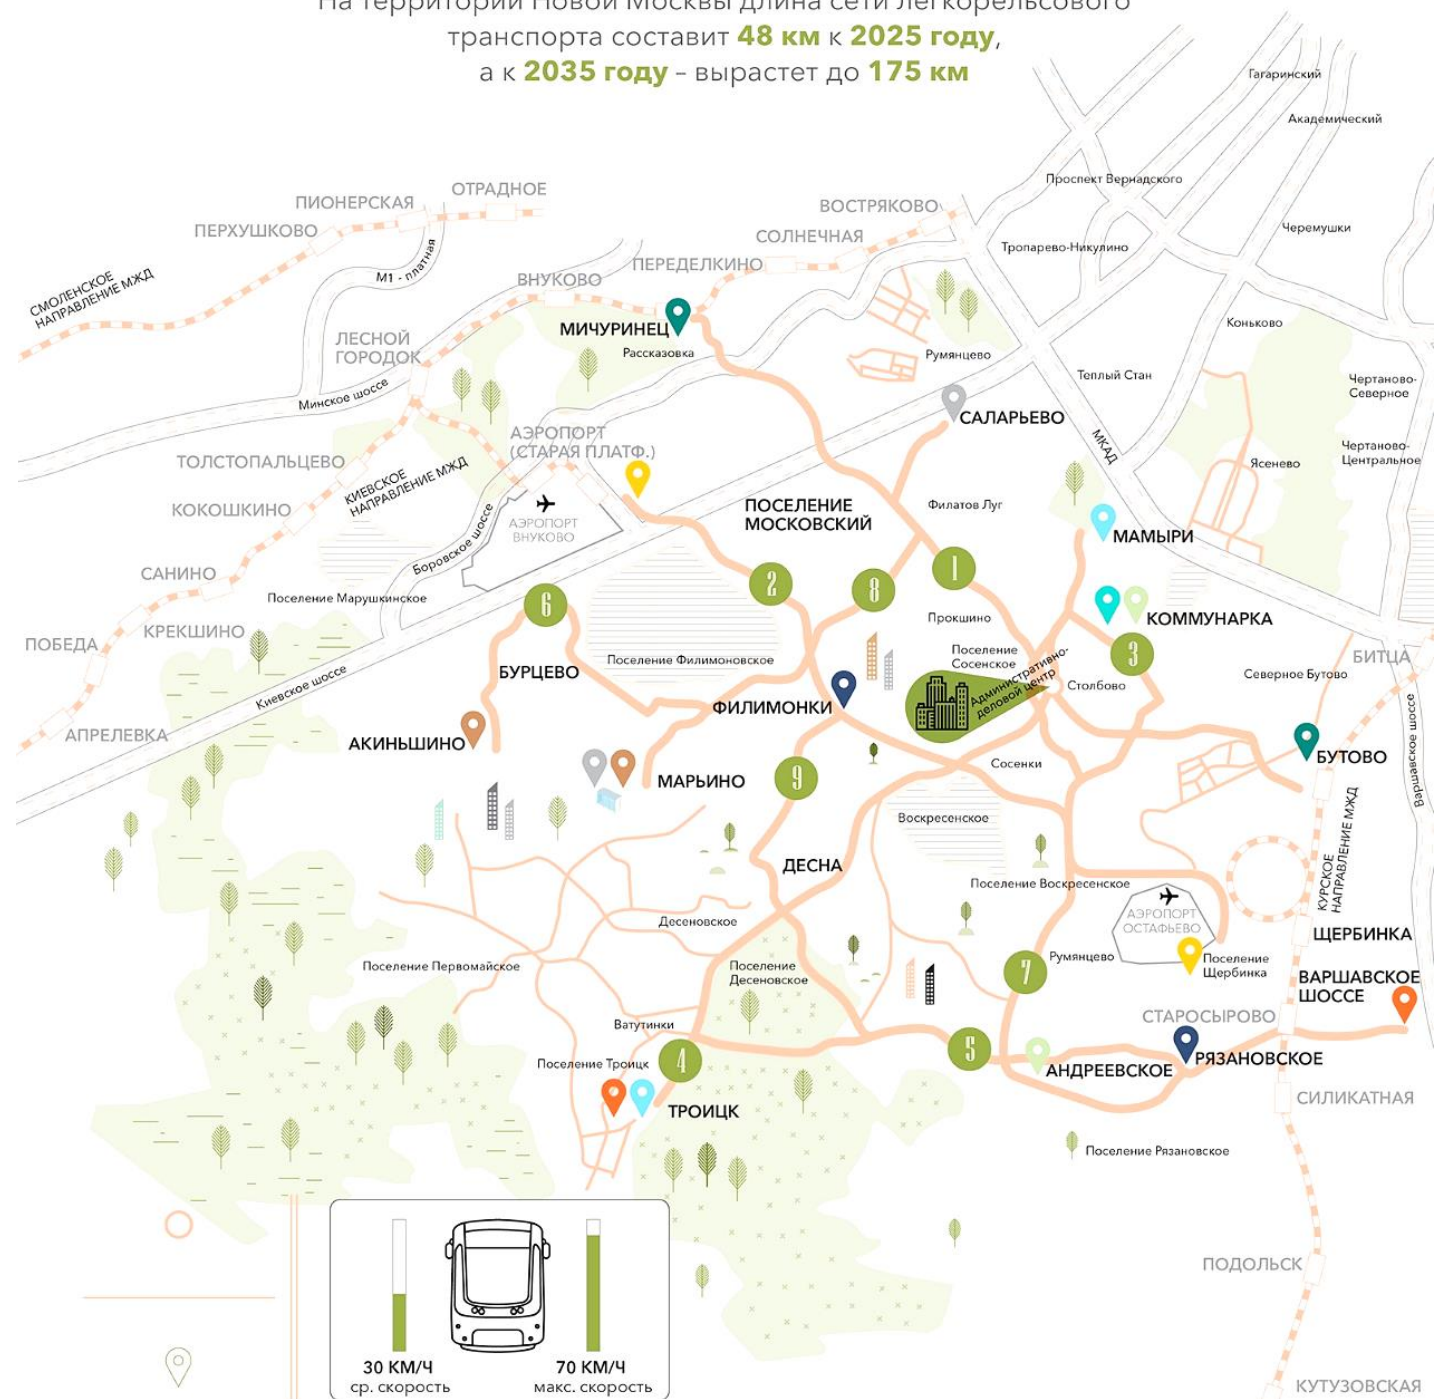 На территории Новой Москвы длина сети легкорельсового
транспорта составит 48 км к 2025 году,
а к 2035 году – вырастет до 175 км
Гагаринский
Академический
Проспект Вернадского
ОТРАДНОЕ
ПИОНЕРСКАЯ
ПЕРХУШКОВО
ВОСТРЯКОВО
СОЛНЕЧНАЯ
Черемушки
Тропарево-Никулино
М1 - платная
ПЕРЕДЕЛКИНО
ВНУКОВО
СМОЛЕНСКОЕ
НАПРАВЛЕНИЕ МЖД
МИЧУРИНЕЦ
Рассказовка
Коньково
ЛЕСНОЙ
ГОРОДОК
Румянцево
Теплый Стан
Минское шоссе
Чертаново-
Северное
САЛАРЬЕВО
АЭРОПОРТ
(СТАРАЯ ПЛАТФ.)
МКАД
Чертаново-
Центральное
ТОЛСТОПАЛЬЦЕВО
КИЕВСКОЕ
НАПРАВЛЕНИЕ МЖД
Ясенево
КОКОШКИНО
ПОСЕЛЕНИЕ
МОСКОВСКИЙ
Филатов Луг
АЭРОПОРТ
ВНУКОВО
Боровское шоссе
МАМЫРИ
САНИНО
Поселение Марушкинское
2
8
1
6
Прокшино
КОММУНАРКА
КРЕКШИНО
ПОБЕДА
3
Поселение
Сосенское
Поселение Филимоновское
БУРЦЕВО
БИТЦА
Северное Бутово
Столбово
Административно-
деловой центр
Киевское шоссе
ФИЛИМОНКИ
АПРЕЛЕВКА
АКИНЬШИНО
Варшавское шоссе
БУТОВО
Сосенки
МАРЬИНО
9
Воскресенское
КУРСКОЕ
НАПРАВЛЕНИЕ МЖД
ДЕСНА
Поселение Воскресенское
АЭРОПОРТ
ОСТАФЬЕВО
Десеновское
ЩЕРБИНКА
Поселение Первомайское
Поселение
Десеновское
Румянцево
7
Поселение
Щербинка
ВАРШАВСКОЕ
ШОССЕ
СТАРОСЫРОВО
Ватутинки
5
Поселение Троицк
4
АНДРЕЕВСКОЕ
РЯЗАНОВСКОЕ
СИЛИКАТНАЯ
ТРОИЦК
Поселение Рязановское
ПОДОЛЬСК
30 КМ/Ч
ср. скорость
70 КМ/Ч
макс. скорость
КУТУЗОВСКАЯ